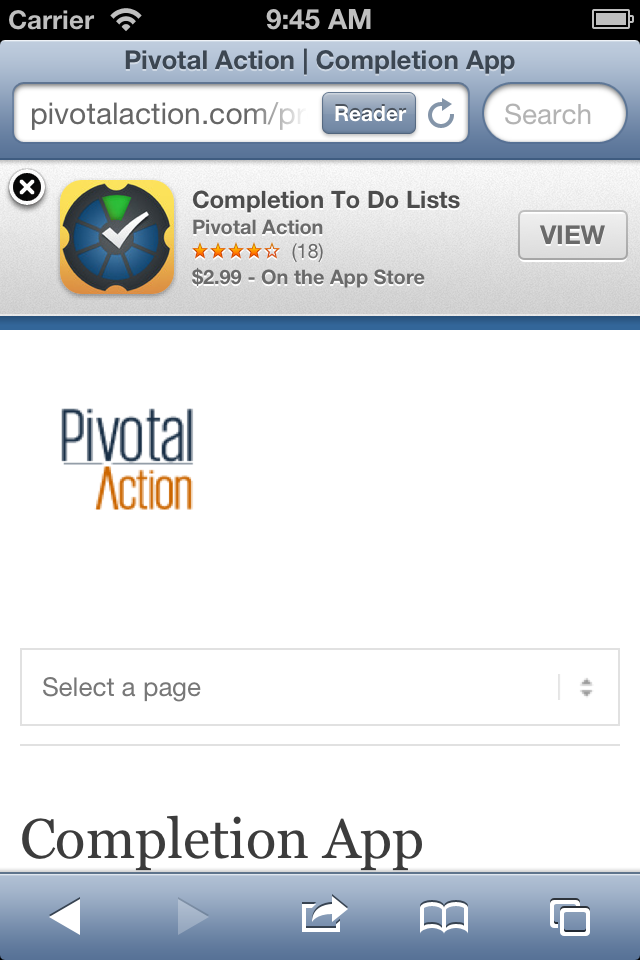 Carrier 9:45 AM
Pivotal Action | Completion App
pivotalaction.com/pr Reader Search
Completion To Do Lists
Pivotal Action
(18)
$2.99 - On the App Store
VIEW
Pivotal
Action
Select a page
Completion App